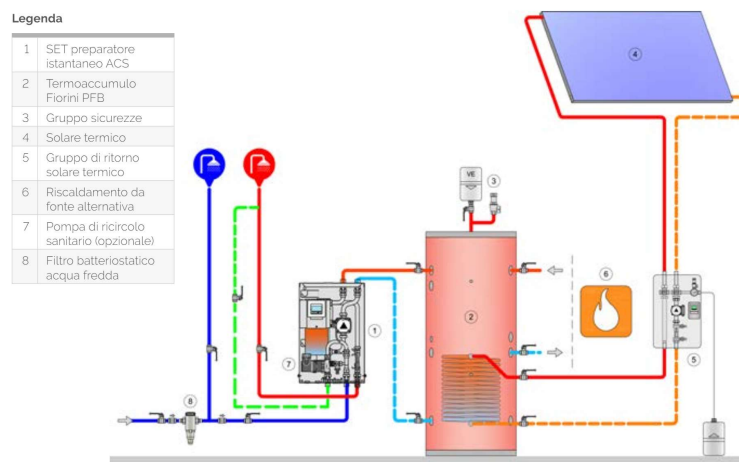 Legenda
1 SET preparatore
istantaneo ACS
2 Termoaccumulo
Fiorini PFB
3 Gruppo sicurezze
4 Solare termico
5 Gruppo di ritorno
solare termico
6 Riscaldamento da
fonte alternativa
7 Pompa di ricircolo
sanitario (opzionale)
8 Filtro batteriostatico
acqua fredda
4
VE
3
6
2
1
7
5
8